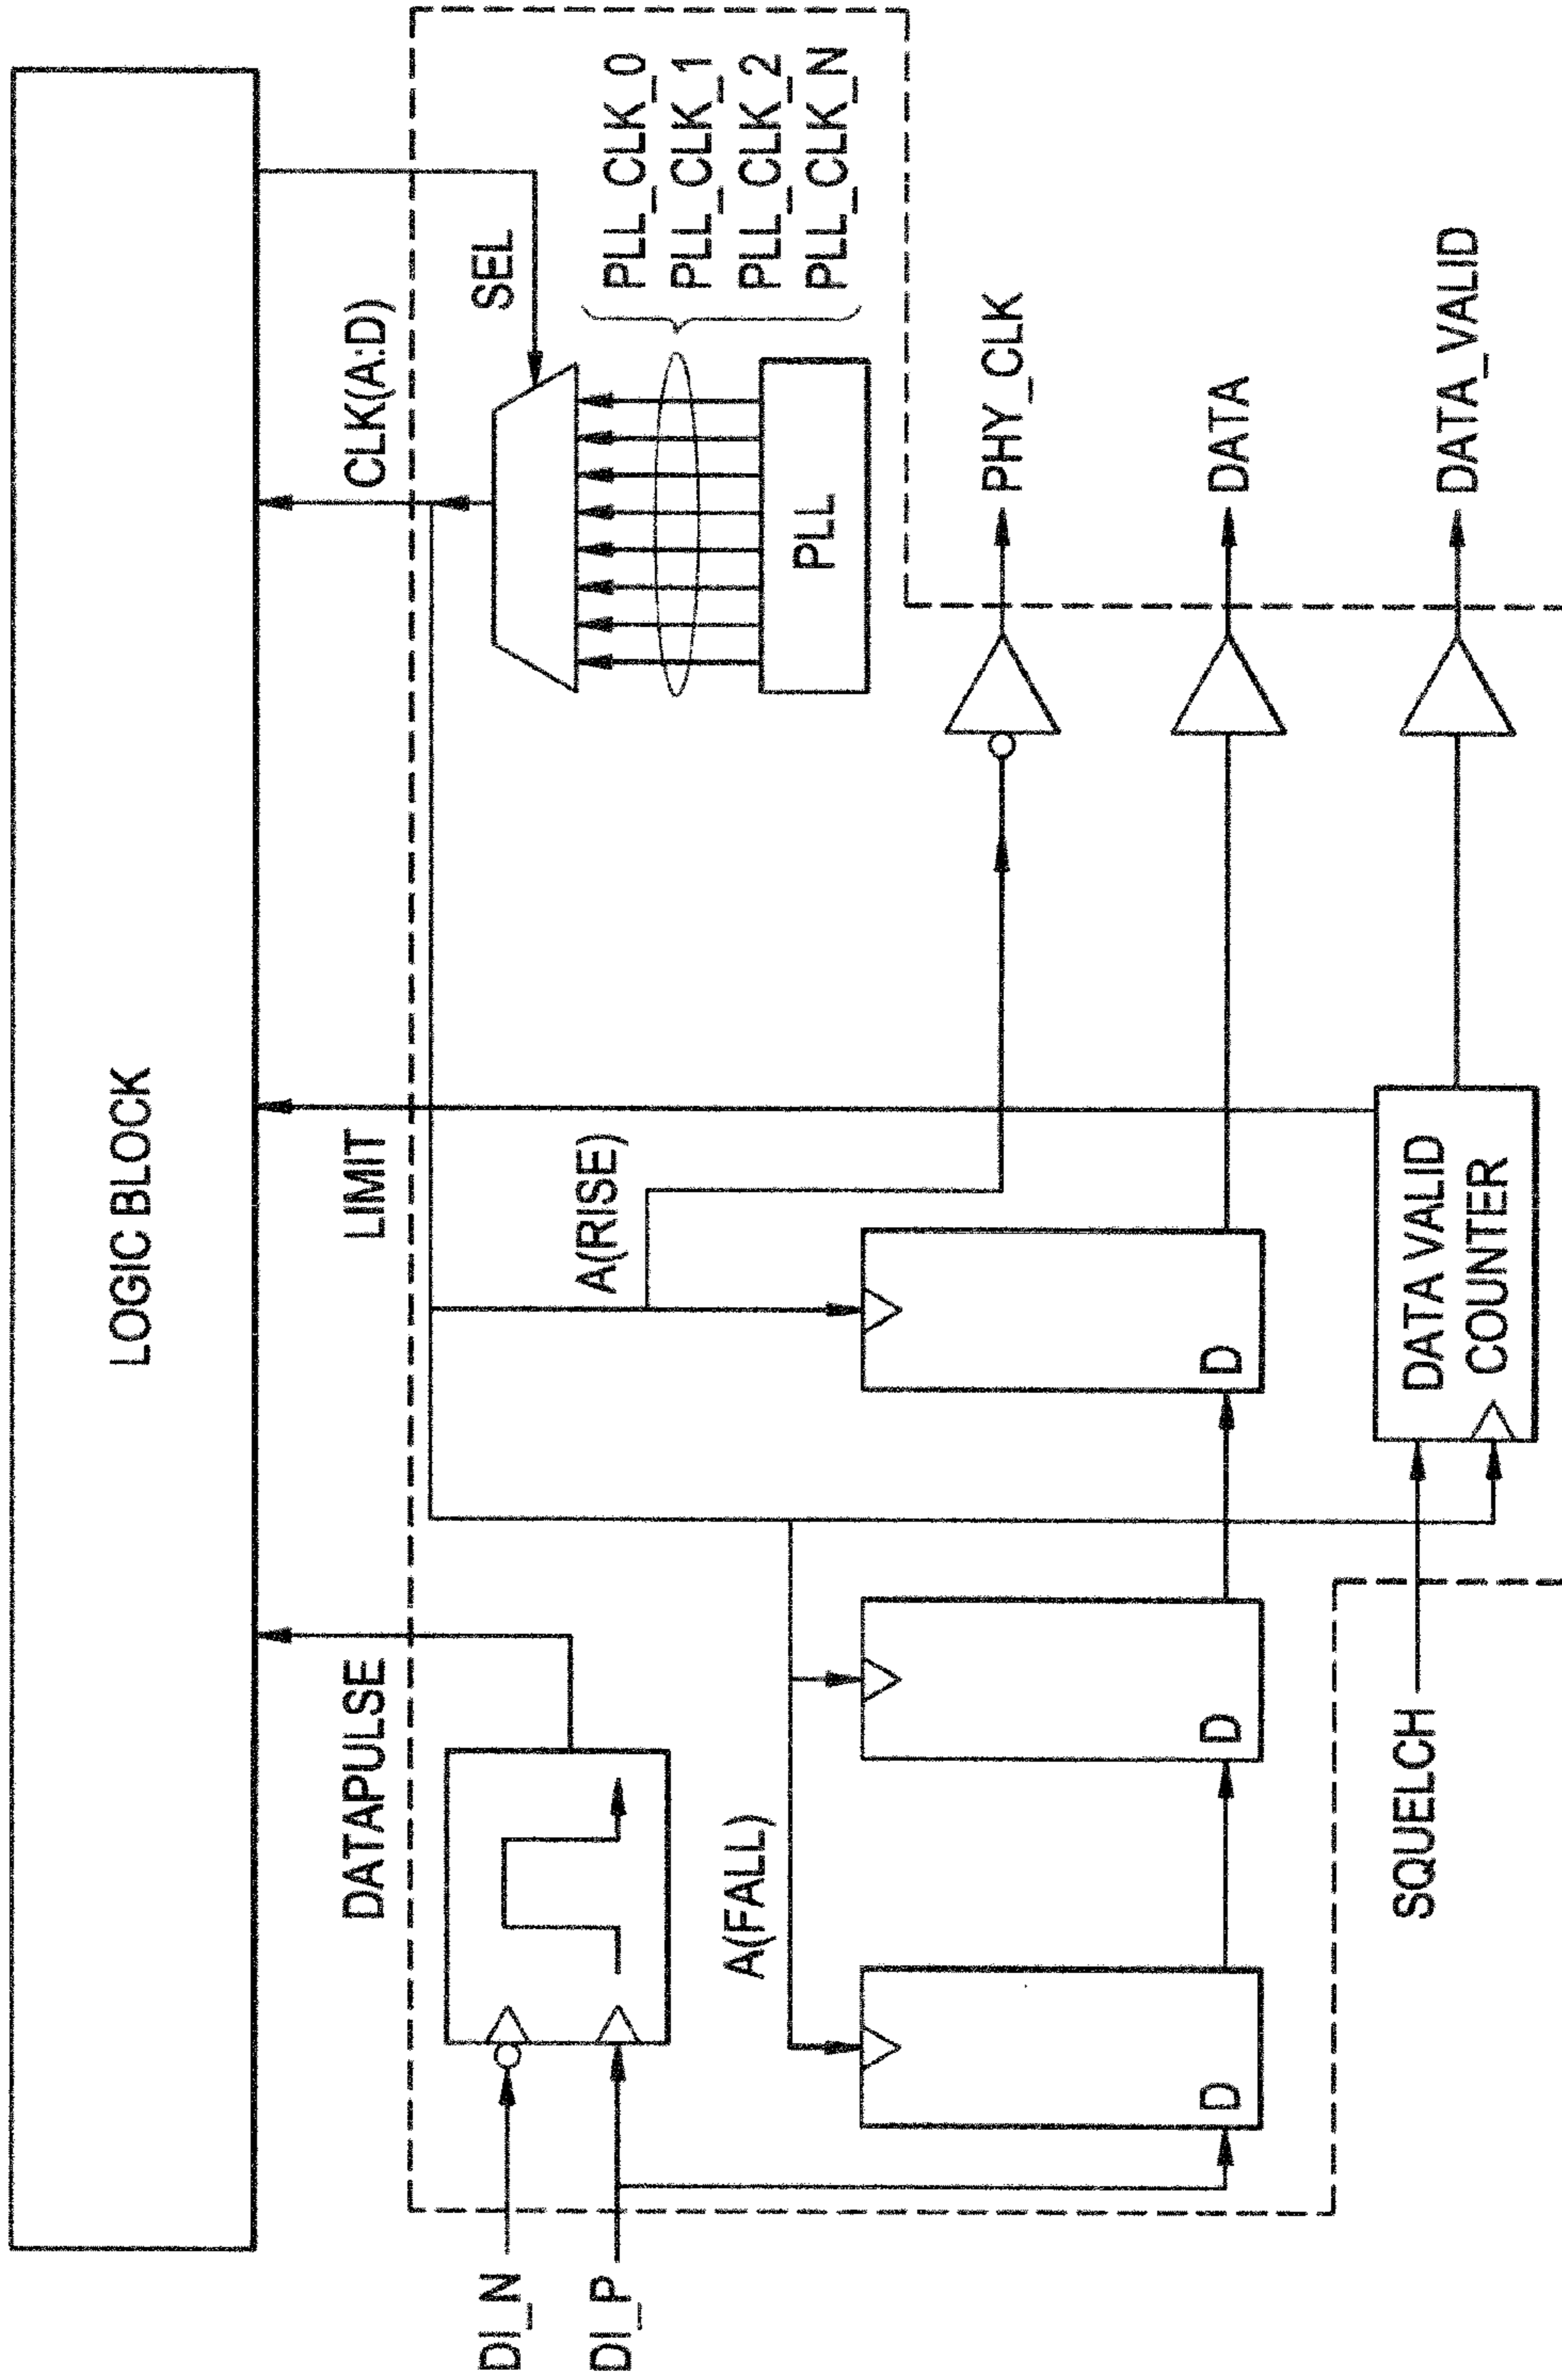 LOGIC BLOCK
DATAPULSE
LIMIT
CLK(A:D)
SEL
PLL_CLK_0
PLL_CLK_1
PLL_CLK_2
PLL_CLK_N
PLL
DI_N
DI_P
A(FALL)
A(RISE)
D
D
D
PHY_CLK
DATA
SQUELCH
DATA VALID
COUNTER
DATA_VALID